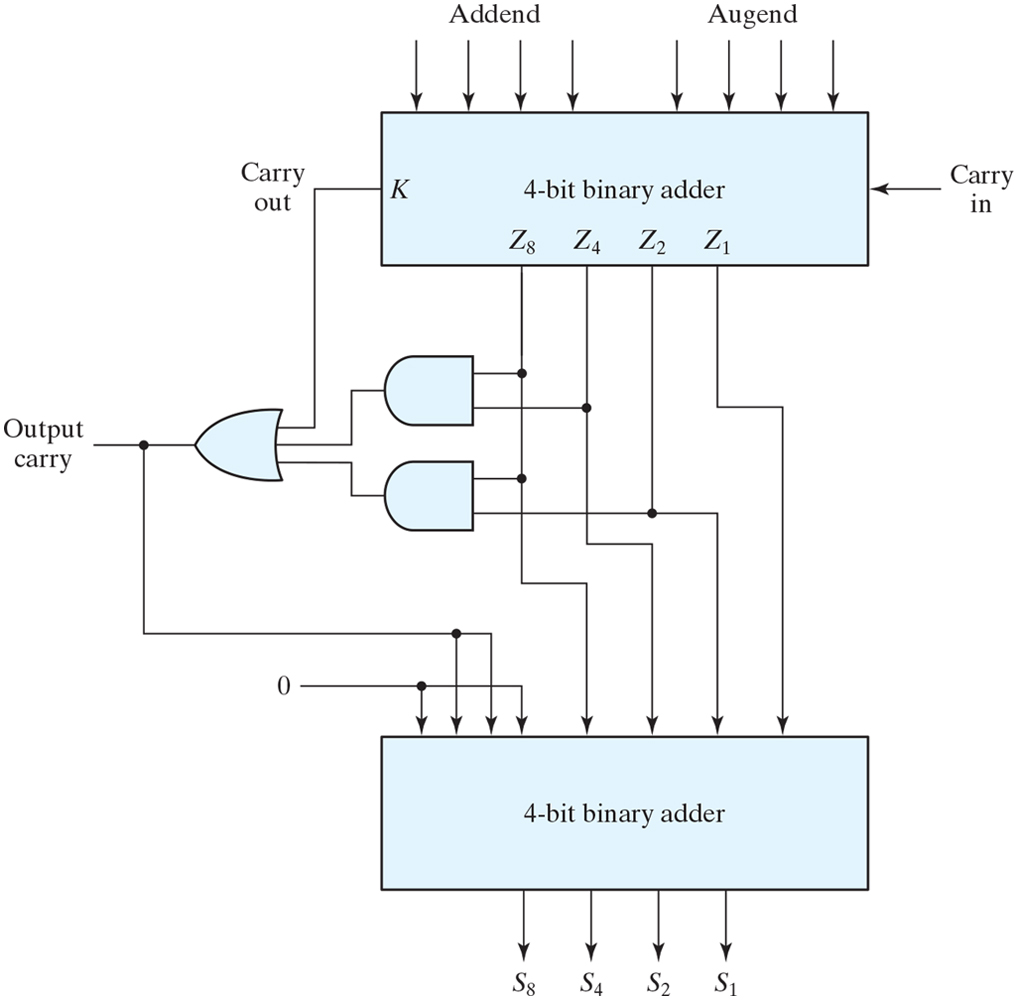 Addend
Augend
Carry
out
K
4-bit binary adder
Carry
in
Z8 Z4 Z2 Z1
Output
carry
0
4-bit binary adder
S8 S4 S2 S1